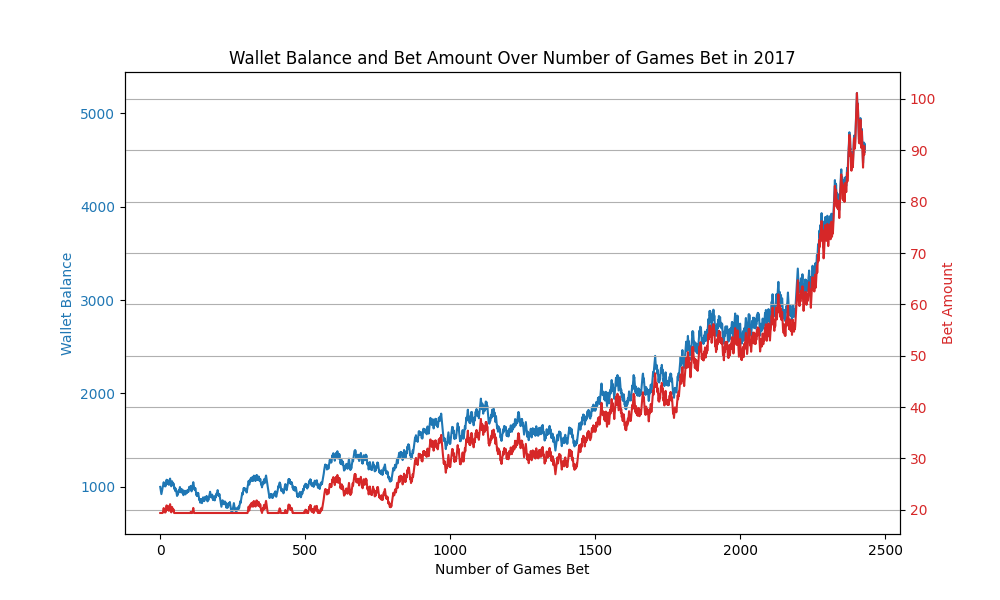 Wallet Balance and Bet Amount Over Number of Games Bet in 2017
5000
4000
3000
2000
1000
Wallet Balance
100
90
80
70
60
50
40
30
20
Bet Amount
0 500 1000 1500 2000 2500
Number of Games Bet